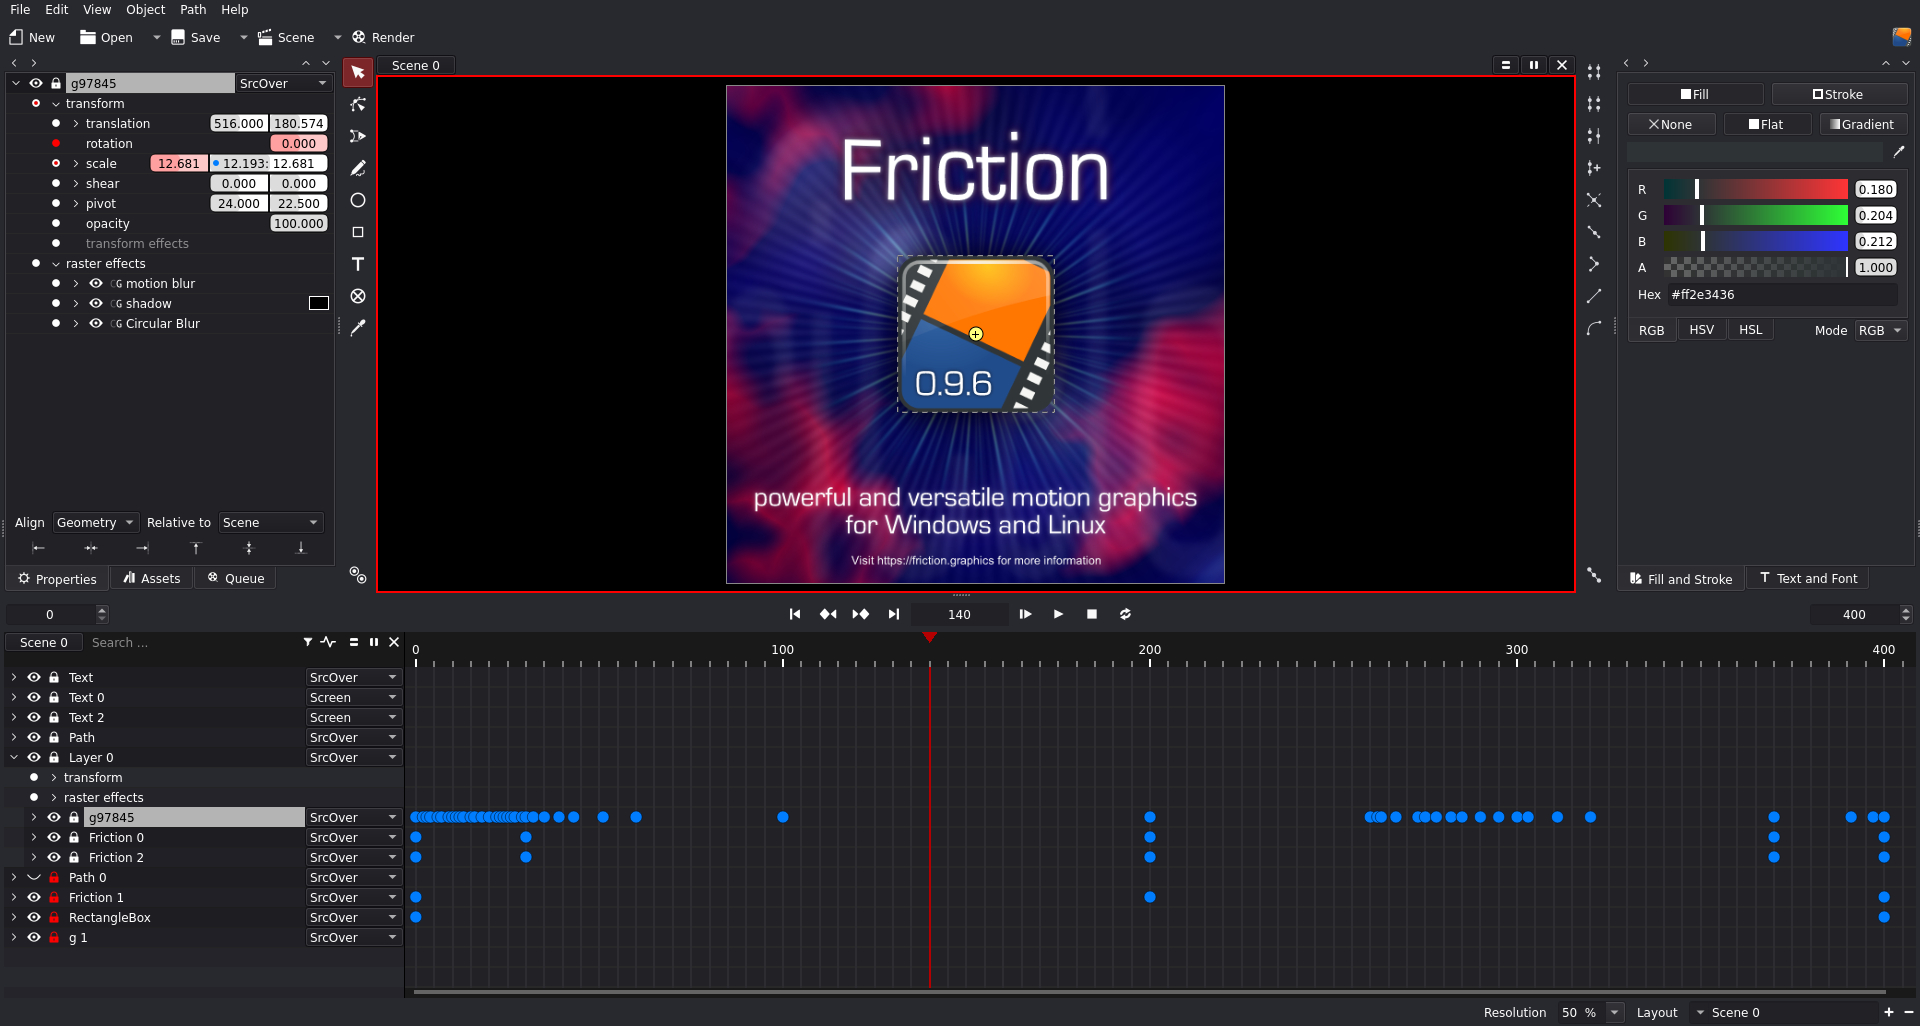 File Edit View Object Path Help
New Open Save Scene Render
g97845 SrcOver
transform
translation 516.000 180.574
rotation 0.000
scale 12.681 12.193: 12.681
shear 0.000 0.000
pivot 24.000 22.500
opacity 100.000
transform effects
raster effects
CG motion blur
CG shadow
CG Circular Blur
Align Geometry Relative to Scene
Properties Assets Queue
Scene 0
Friction
0.9.6
powerful and versatile motion graphics
for Windows and Linux
Visit https://friction.graphics for more information
Fill Stroke
None Flat Gradient
R 0.180
G 0.204
B 0.212
A 1.000
Hex #ff2e3436
RGB HSV HSL Mode RGB
Fill and Stroke Text and Font
0 140 400
Scene 0 Search ...
0 100 200 300 400
Text SrcOver
Text 0 Screen
Text 2 Screen
Path SrcOver
Layer 0 SrcOver
transform
raster effects
g97845 SrcOver
Friction 0 SrcOver
Friction 2 SrcOver
Path 0 SrcOver
Friction 1 SrcOver
RectangleBox SrcOver
g 1 SrcOver
Resolution 50 % Layout Scene 0